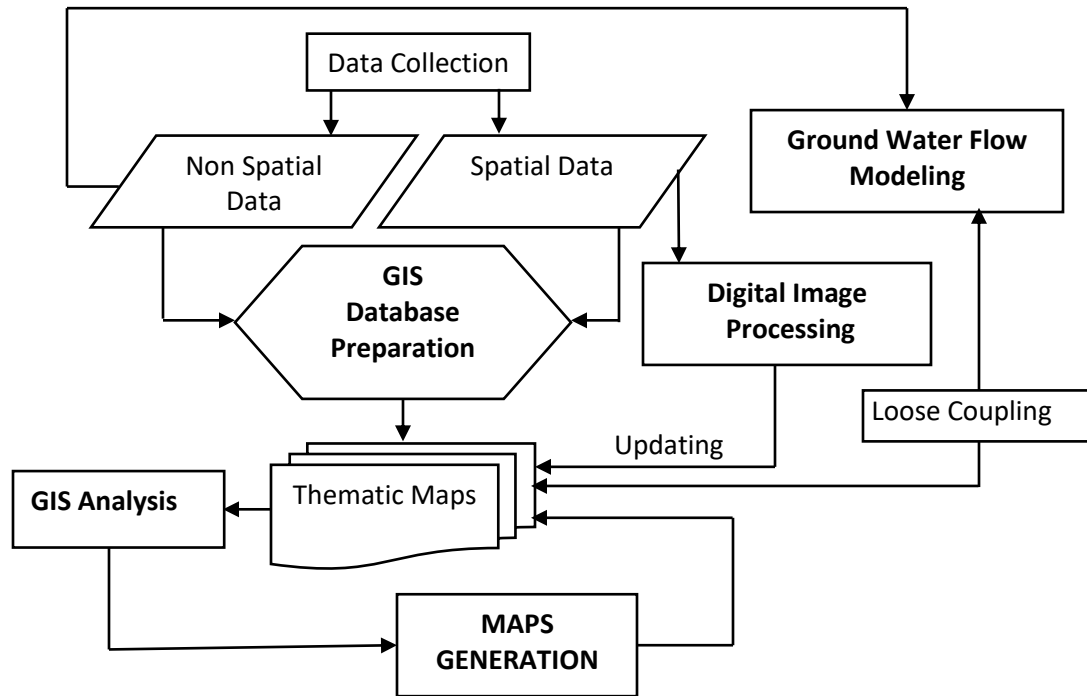 Data Collection
Non Spatial
Data
Spatial Data
Ground Water Flow
Modeling
GIS
Database
Preparation
Digital Image
Processing
Loose Coupling
Updating
Thematic Maps
GIS Analysis
MAPS
GENERATION